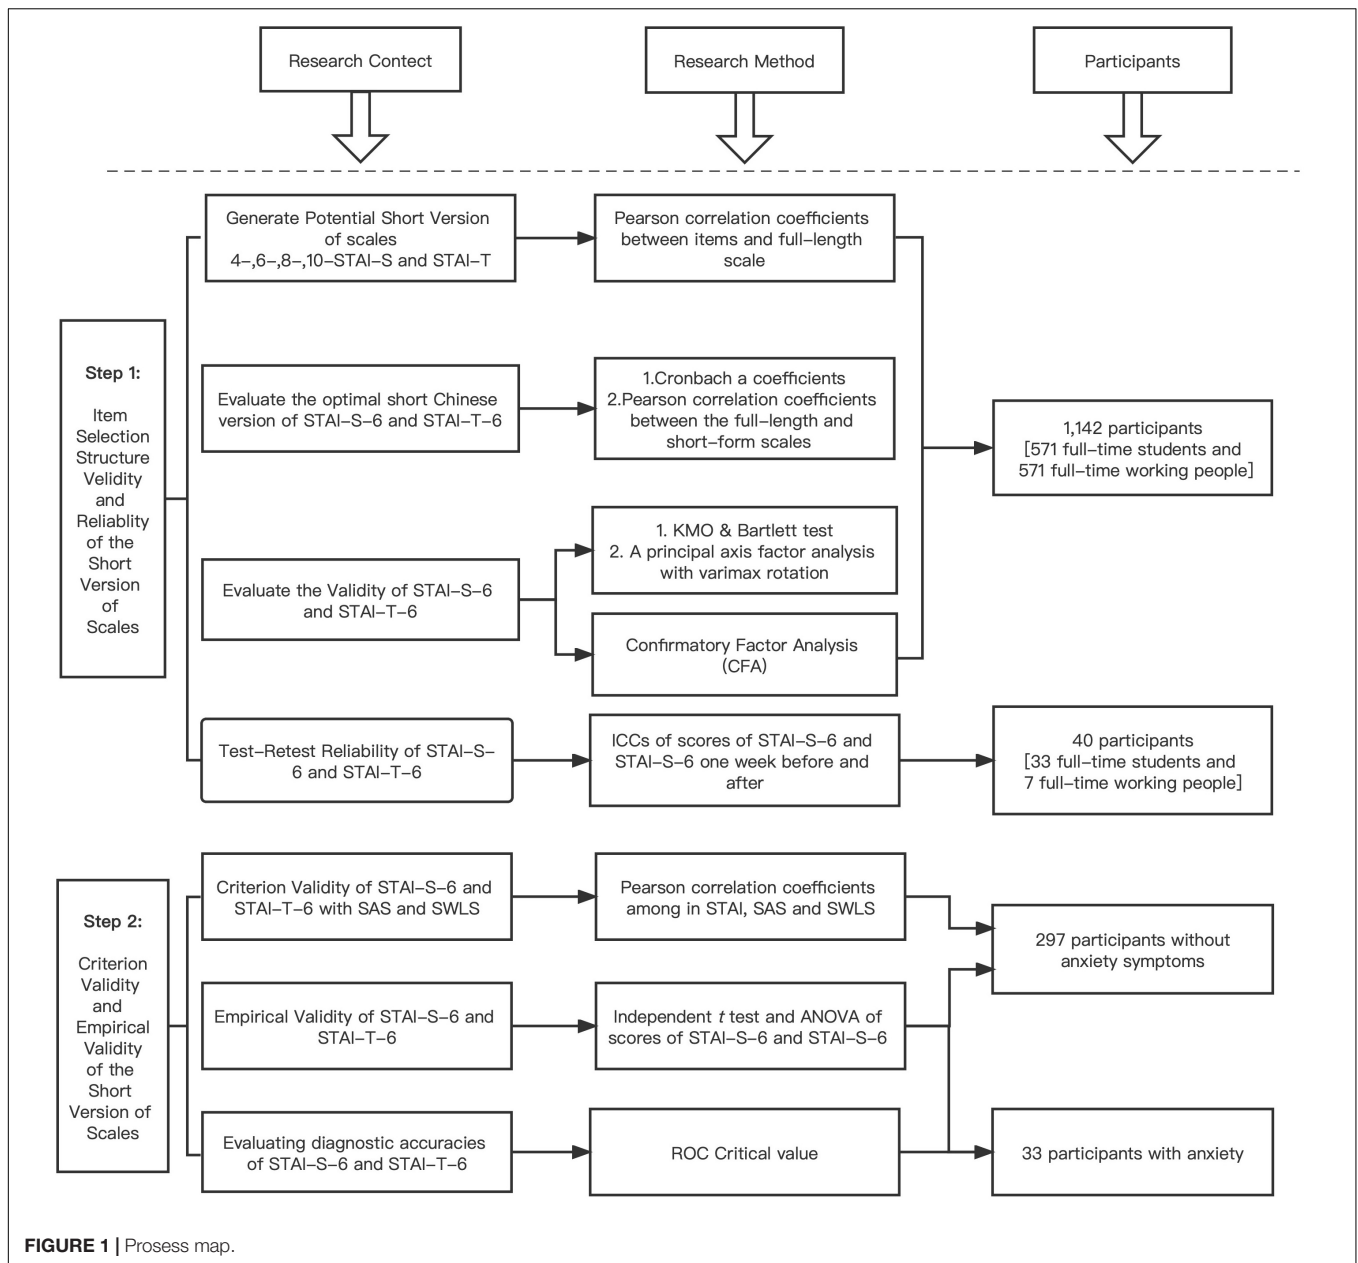 Research Contect
Research Method
Participants
Generate Potential Short Version
of scales
4-,6-,8-,10-STAI-S and STAI-T
Pearson correlation coefficients
between items and full-length
scale
Step 1:
Item
Selection
Structure
Velidity
and
Reliablity
of the
Short
Version
of
Scales
Evaluate the optimal short Chinese
version of STAI-S-6 and STAI-T-6
1.Cronbach a coefficients
2.Pearson correlation coefficients
between the full-length and
short-form scales
1,142 participants
[571 full-time students and
571 full-time working people]
Evaluate the Validity of STAI-S-6
and STAI-T-6
1. KMO & Bartlett test
2. A principal axis factor analysis
with varimax rotation
Confirmatory Factor Analysis
(CFA)
Test-Retest Reliability of STAI-S-
6 and STAI-T-6
ICCs of scores of STAI-S-6 and
STAI-S-6 one week before and
after
40 participants
[33 full-time students and
7 full-time working people]
Step 2:
Criterion
Validity
and
Empirical
Validity
of the
Short
Version of
Scales
Criterion Validity of STAI-S-6 and
STAI-T-6 with SAS and SWLS
Pearson correlation coefficients
among in STAI, SAS and SWLS
297 participants without
anxiety symptoms
Empirical Validity of STAI-S-6 and
STAI-T-6
Independent t test and ANOVA of
scores of STAI-S-6 and STAI-S-6
Evaluating diagnostic accuracies
of STAI-S-6 and STAI-T-6
ROC Critical value
33 participants with anxiety
FIGURE 1 | Prosess map.